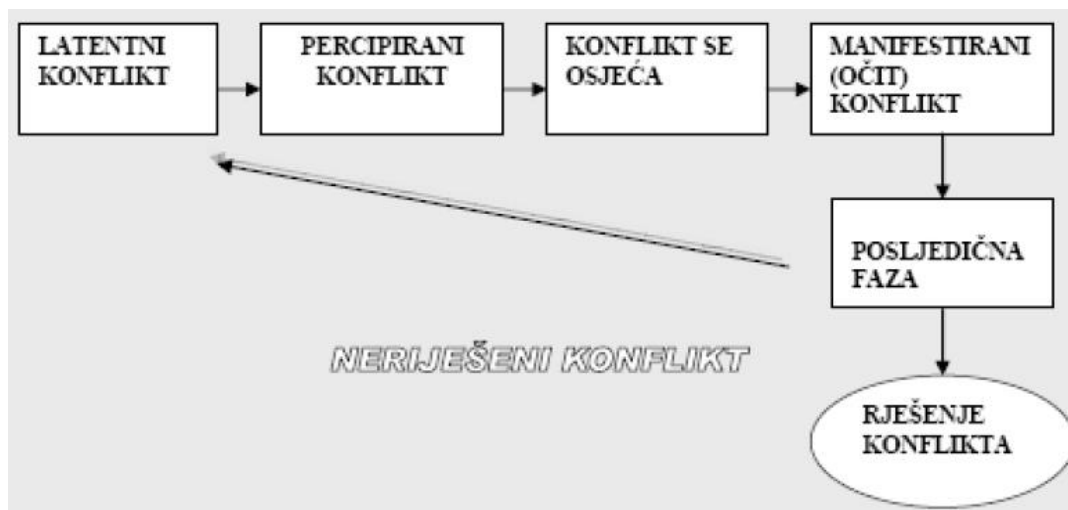 LATENTNI
KONFLIKT
PERCIPIRANI
KONFLIKT
KONFLIKT SE
OSJEĆA
MANIFESTIRANI
(OČIT)
KONFLIKT
POSLJEDIČNA
FAZA
NERIJEŠENI KONFLIKT
RJEŠENJE
KONFLIKTA